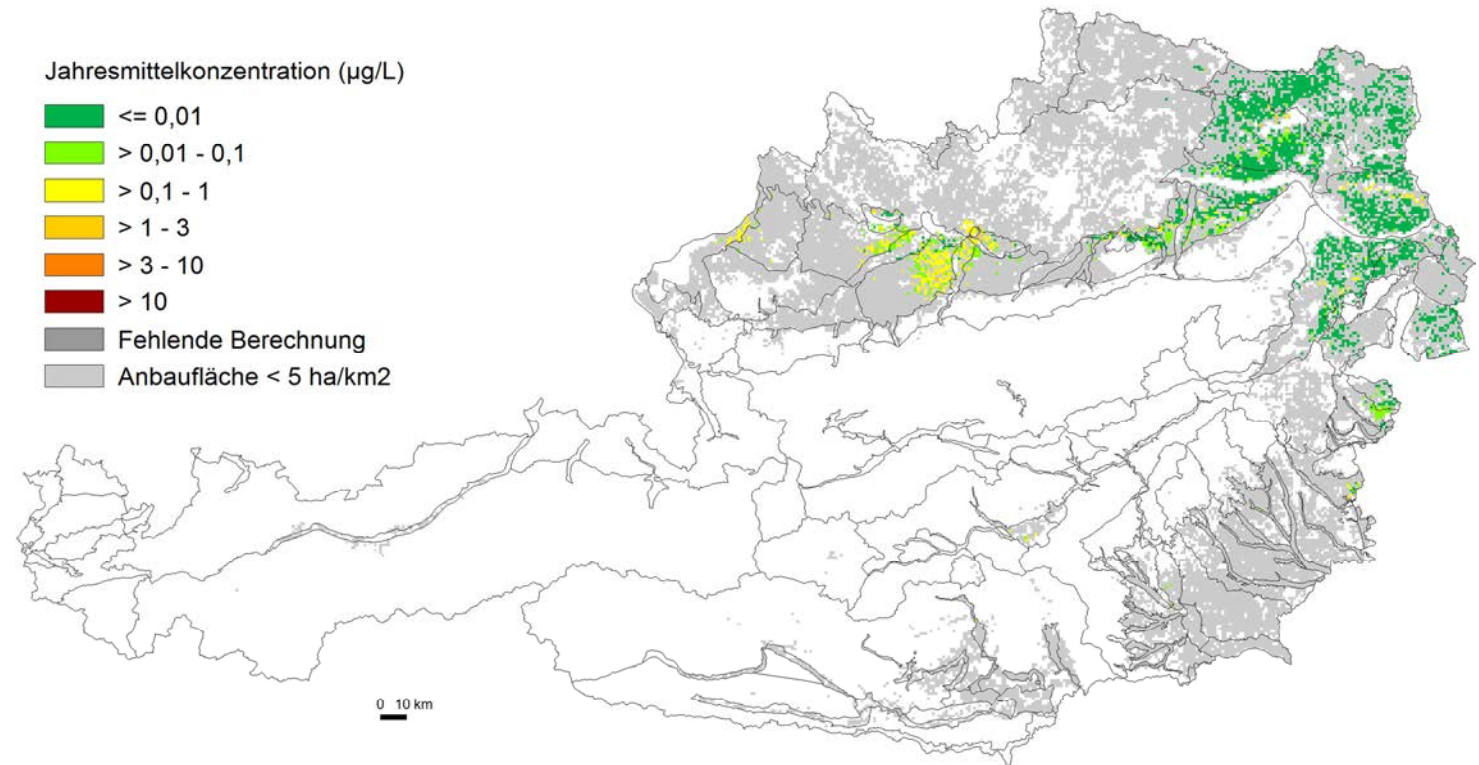 Jahresmittelkonzentration (µg/L)
<= 0,01
> 0,01 - 0,1
> 0,1 - 1
> 1 - 3
> 3 - 10
> 10
Fehlende Berechnung
Anbaufläche < 5 ha/km2
0 10 km